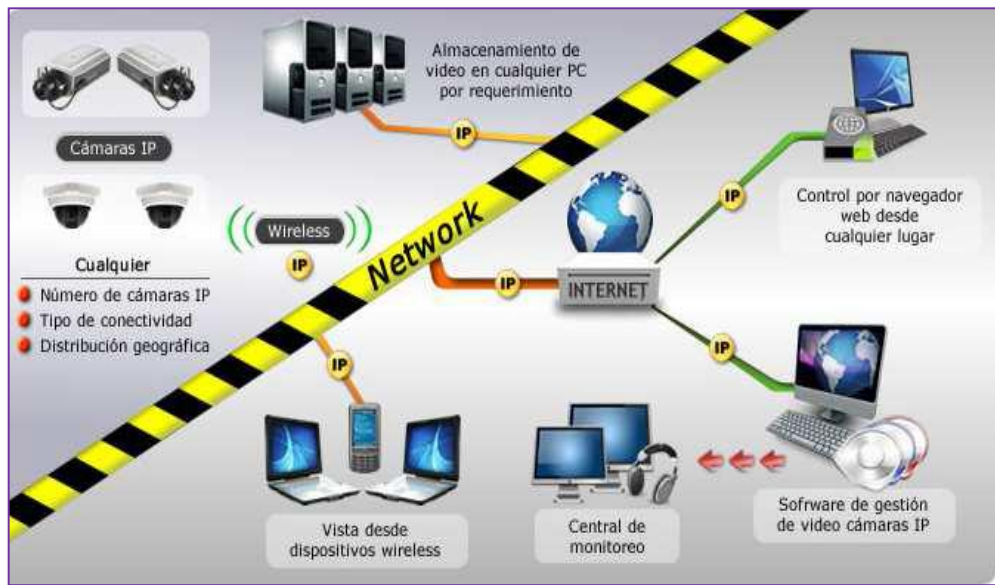 Almacenamiento de
video en cualquier PC
por requerimiento
IP
Cámaras IP
Wireless
IP
Network
Cualquier
Número de cámaras IP
Tipo de conectividad
Distribución geográfica
IP
INTERNET
IP
Control por navegador
web desde
cualquier lugar
IP
IP
Vista desde
dispositivos wireless
Central de
monitoreo
Sofrware de gestión
de video cámaras IP